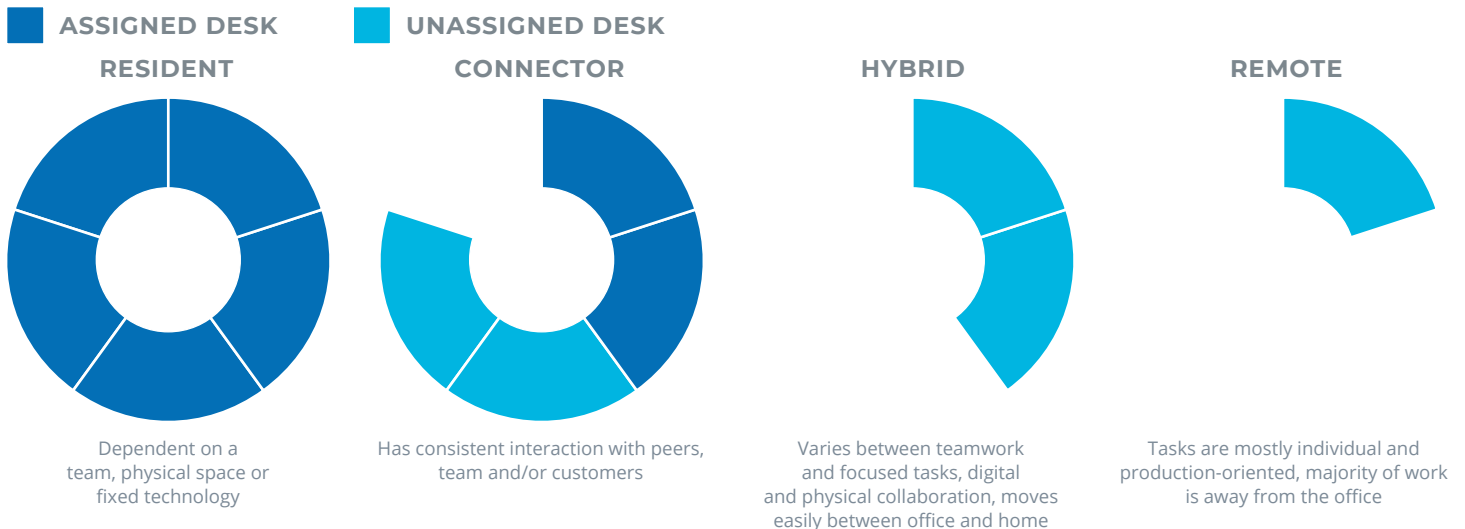 ASSIGNED DESK
UNASSIGNED DESK
RESIDENT
CONNECTOR
HYBRID
REMOTE
Dependent on a
team, physical space or
fixed technology
Has consistent interaction with peers,
team and/or customers
Varies between teamwork
and focused tasks, digital
and physical collaboration, moves
easily between office and home
Tasks are mostly individual and
production-oriented, majority of work
is away from the office